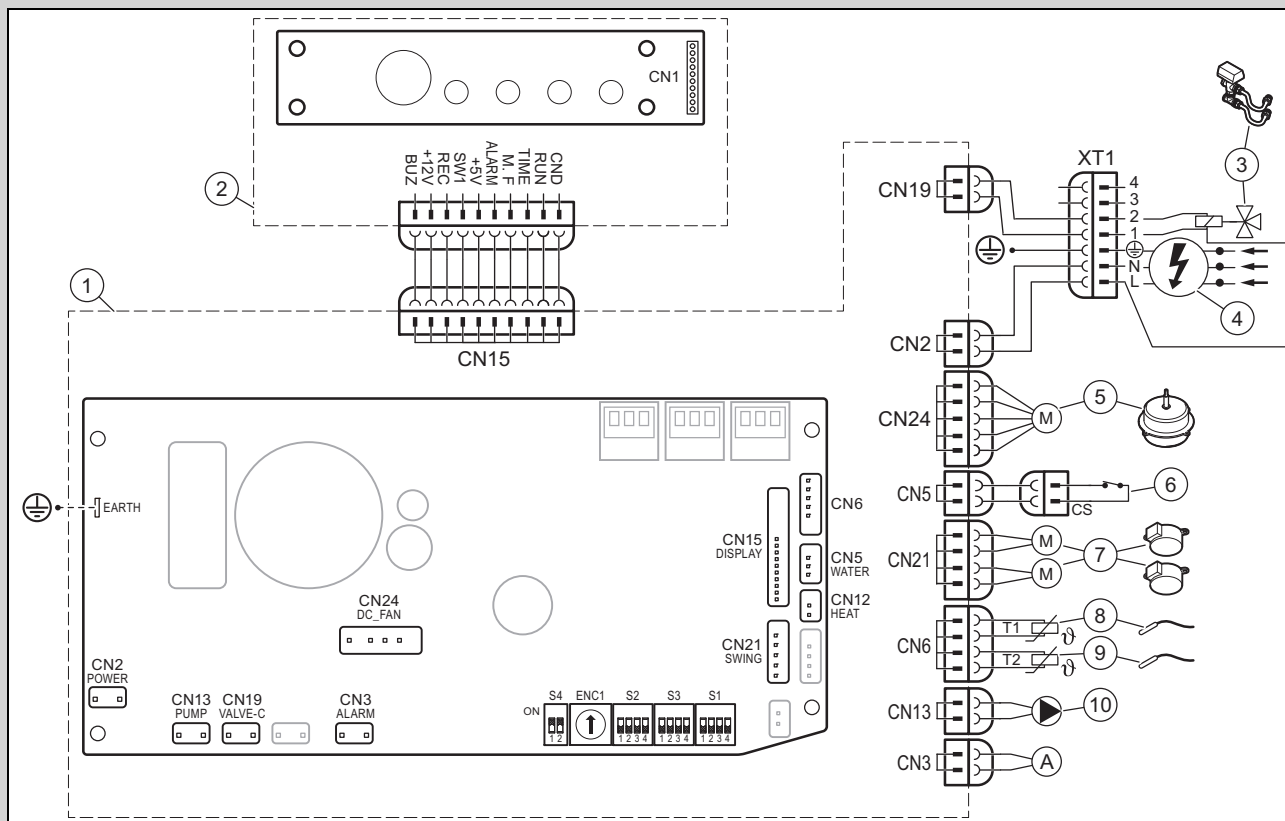 CN1
BUZ
+12V
REC
SW1
+5V
ALARM
M. F
TIME
RUN
CND
2
1
CN15
CN19
XT1
4
3
2
1
N
L
3
4
CN2
CN24
M
5
CN5
CS
6
CN21
M
M
7
CN6
T1
ϑ
8
T2
ϑ
9
CN13
10
CN3
A
EARTH
CN6
CN15
DISPLAY
CN5
WATER
CN12
HEAT
CN24
DC_FAN
CN21
SWING
CN2
POWER
CN13
PUMP
CN19
VALVE-C
CN3
ALARM
ON
S4
ENC1
S2
S3
S1
1 2
1 2 3 4
1 2 3 4
1 2 3 4